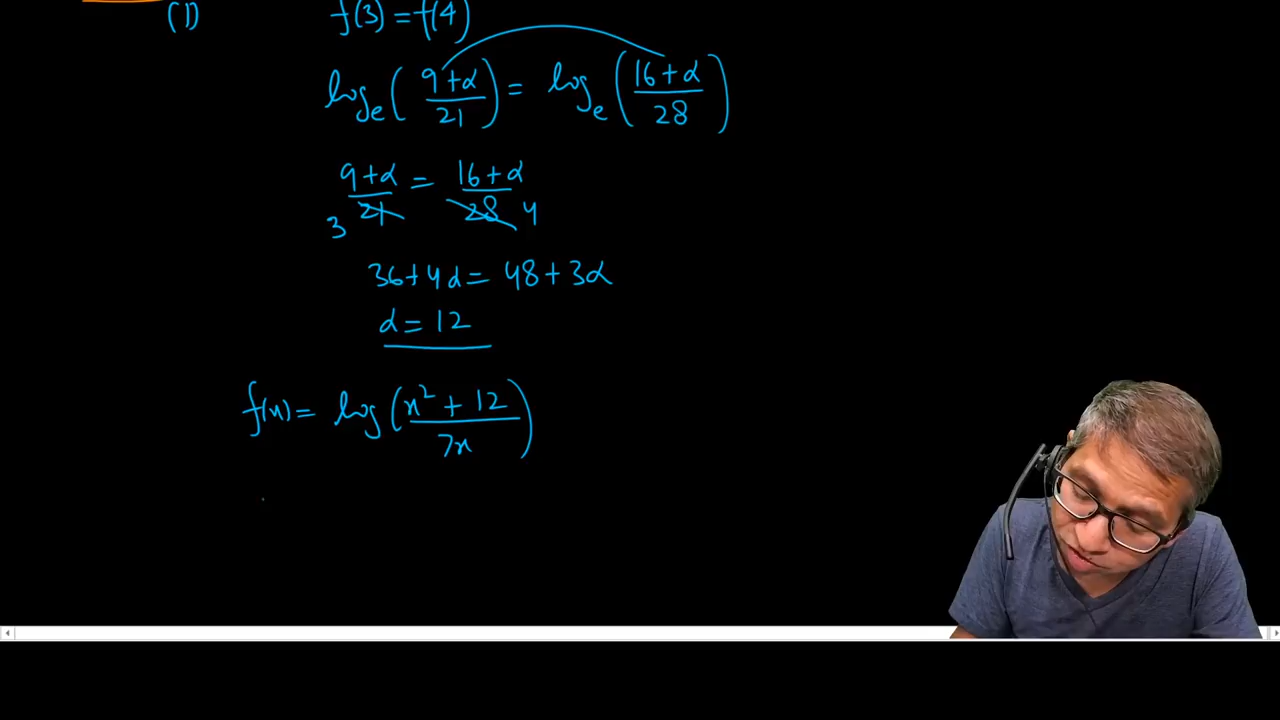 (1) f(3) = f(4)
log_e ( (9+α)/21 ) = log_e ( (16+α)/28 )
(9+α)/21 = (16+α)/28
3 4
36+4α = 48+3α
α = 12
f(x) = log ( (x² + 12)/7x )